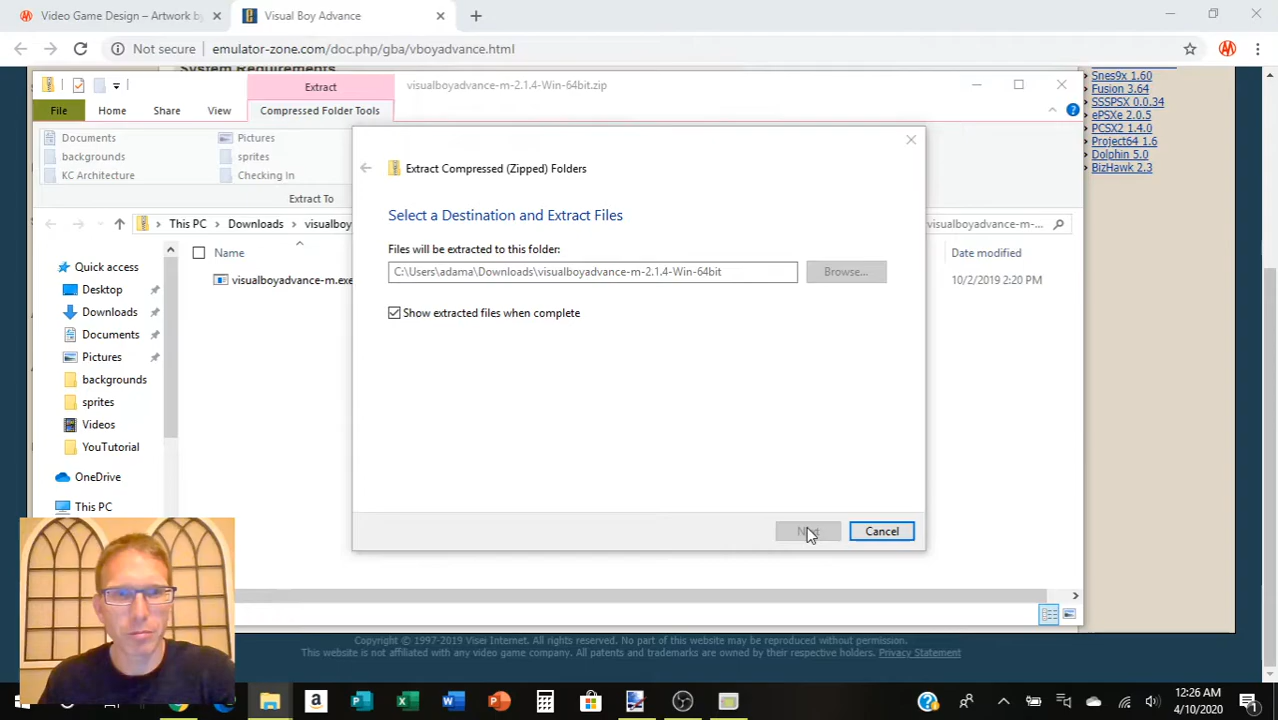 Video Game Design – Artwork by
Visual Boy Advance
Not secure
emulator-zone.com/doc.php/gba/vboyadvance.html
System Requirements
Extract
visualboyadvance-m-2.1.4-Win-64bit.zip
File
Home
Share
View
Compressed Folder Tools
Documents
Pictures
backgrounds
sprites
KC Architecture
Checking In
Extract To
This PC
Downloads
visualboy
visualboyadvance-m-...
Name
Date modified
visualboyadvance-m.exe
10/2/2019 2:20 PM
Quick access
Desktop
Downloads
Documents
Pictures
backgrounds
sprites
Videos
YouTutorial
OneDrive
This PC
Extract Compressed (Zipped) Folders
Select a Destination and Extract Files
Files will be extracted to this folder:
C:\Users\adama\Downloads\visualboyadvance-m-2.1.4-Win-64bit
Browse...
Show extracted files when complete
Cancel
Snes9x 1.60
Fusion 3.64
SSSPSX 0.0.34
ePSXe 2.0.5
PCSX2 1.4.0
Project64 1.6
Dolphin 5.0
BizHawk 2.3
Copyright © 1997-2019 Visei Internet. All rights reserved. No part of this website may be reproduced without permission.
This website is not affiliated with any video game company. All patents and trademarks are owned by their respective holders. Privacy Statement
12:26 AM
4/10/2020